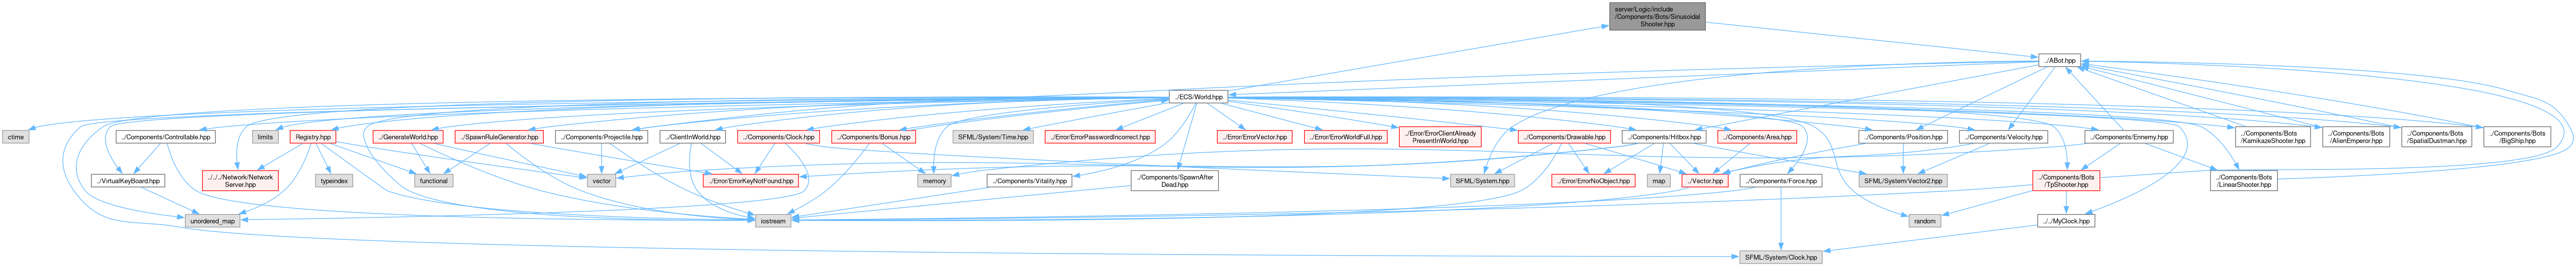 server/Logic/include
/Components/Bots/Sinusoidal
Shooter.hpp
../ABot.hpp
../ECS/World.hpp
ctime
../Components/Controllable.hpp
limits
Registry.hpp
../GenerateWorld.hpp
../SpawnRuleGenerator.hpp
../Components/Projectile.hpp
../ClientInWorld.hpp
../Components/Clock.hpp
../Components/Bonus.hpp
SFML/System/Time.hpp
../Error/ErrorPasswordIncorrect.hpp
../Error/ErrorVector.hpp
../Error/ErrorWorldFull.hpp
../Error/ErrorClientAlready
PresentInWorld.hpp
../Components/Drawable.hpp
../Components/Hitbox.hpp
../Components/Area.hpp
../Components/Position.hpp
../Components/Velocity.hpp
../Components/Ennemy.hpp
../Components/Bots
/KamikazeShooter.hpp
../Components/Bots
/AlienEmperor.hpp
../Components/Bots
/SpatialDustman.hpp
../Components/Bots
/BigShip.hpp
../VirtualKeyBoard.hpp
../../../Network/Network
Server.hpp
typeindex
functional
vector
../Error/ErrorKeyNotFound.hpp
memory
../Components/Vitality.hpp
../Components/SpawnAfter
Dead.hpp
SFML/System.hpp
../Error/ErrorNoObject.hpp
map
../Vector.hpp
../Components/Force.hpp
SFML/System/Vector2.hpp
../Components/Bots
/TpShooter.hpp
../Components/Bots
/LinearShooter.hpp
unordered_map
iostream
random
../../MyClock.hpp
SFML/System/Clock.hpp